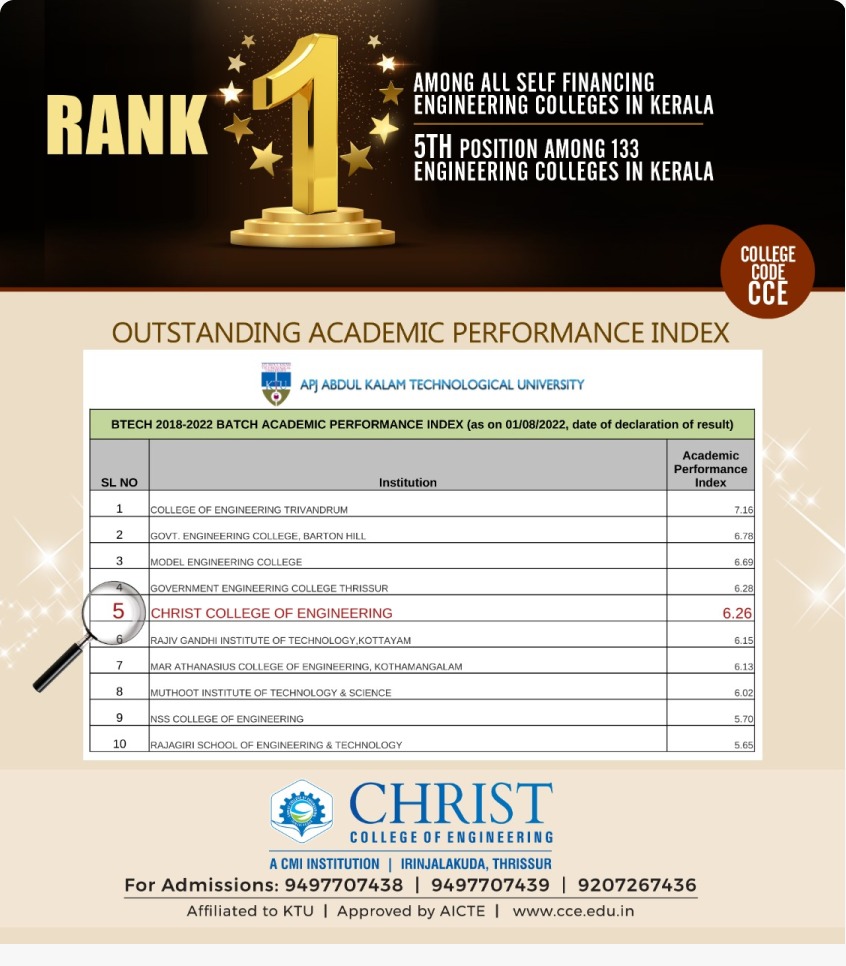 RANK 1
AMONG ALL SELF FINANCING
ENGINEERING COLLEGES IN KERALA
5TH POSITION AMONG 133
ENGINEERING COLLEGES IN KERALA
COLLEGE
CODE
CCE
OUTSTANDING ACADEMIC PERFORMANCE INDEX
KTU APJ ABDUL KALAM TECHNOLOGICAL UNIVERSITY
BTECH 2018-2022 BATCH ACADEMIC PERFORMANCE INDEX (as on 01/08/2022, date of declaration of result)
SL NO Institution Academic Performance Index
1 COLLEGE OF ENGINEERING TRIVANDRUM 7.16
2 GOVT. ENGINEERING COLLEGE, BARTON HILL 6.78
3 MODEL ENGINEERING COLLEGE 6.69
4 GOVERNMENT ENGINEERING COLLEGE THRISSUR 6.28
5 CHRIST COLLEGE OF ENGINEERING 6.26
6 RAJIV GANDHI INSTITUTE OF TECHNOLOGY,KOTTAYAM 6.15
7 MAR ATHANASIUS COLLEGE OF ENGINEERING, KOTHAMANGALAM 6.13
8 MUTHOOT INSTITUTE OF TECHNOLOGY & SCIENCE 6.02
9 NSS COLLEGE OF ENGINEERING 5.70
10 RAJAGIRI SCHOOL OF ENGINEERING & TECHNOLOGY 5.65
CHRIST
COLLEGE OF ENGINEERING
A CMI INSTITUTION | IRINJALAKUDA, THRISSUR
For Admissions: 9497707438 | 9497707439 | 9207267436
Affiliated to KTU | Approved by AICTE | www.cce.edu.in